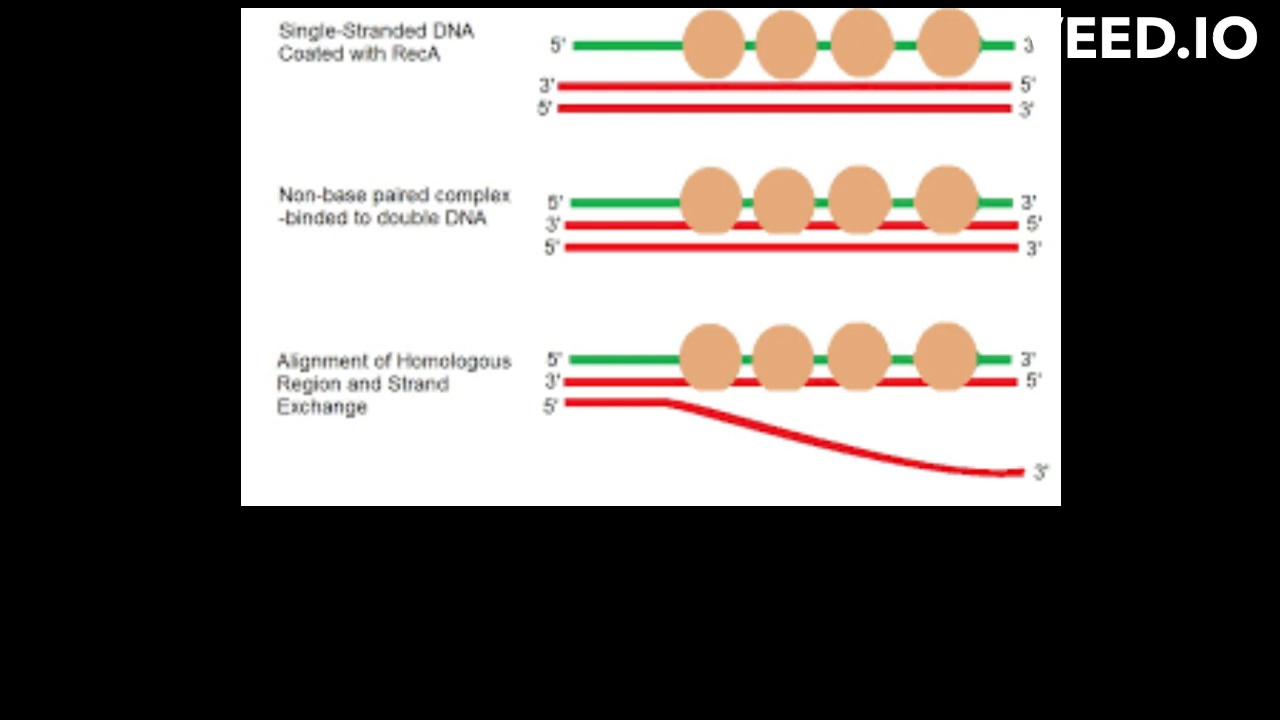 Single-Stranded DNA
Coated with RecA
5'
3
3'
5'
5'
3'
Non-base paired complex
-binded to double DNA
5'
3'
3'
5'
5'
3'
Alignment of Homologous
Region and Strand
Exchange
5'
3'
3'
5'
5'
3'
EED.IO